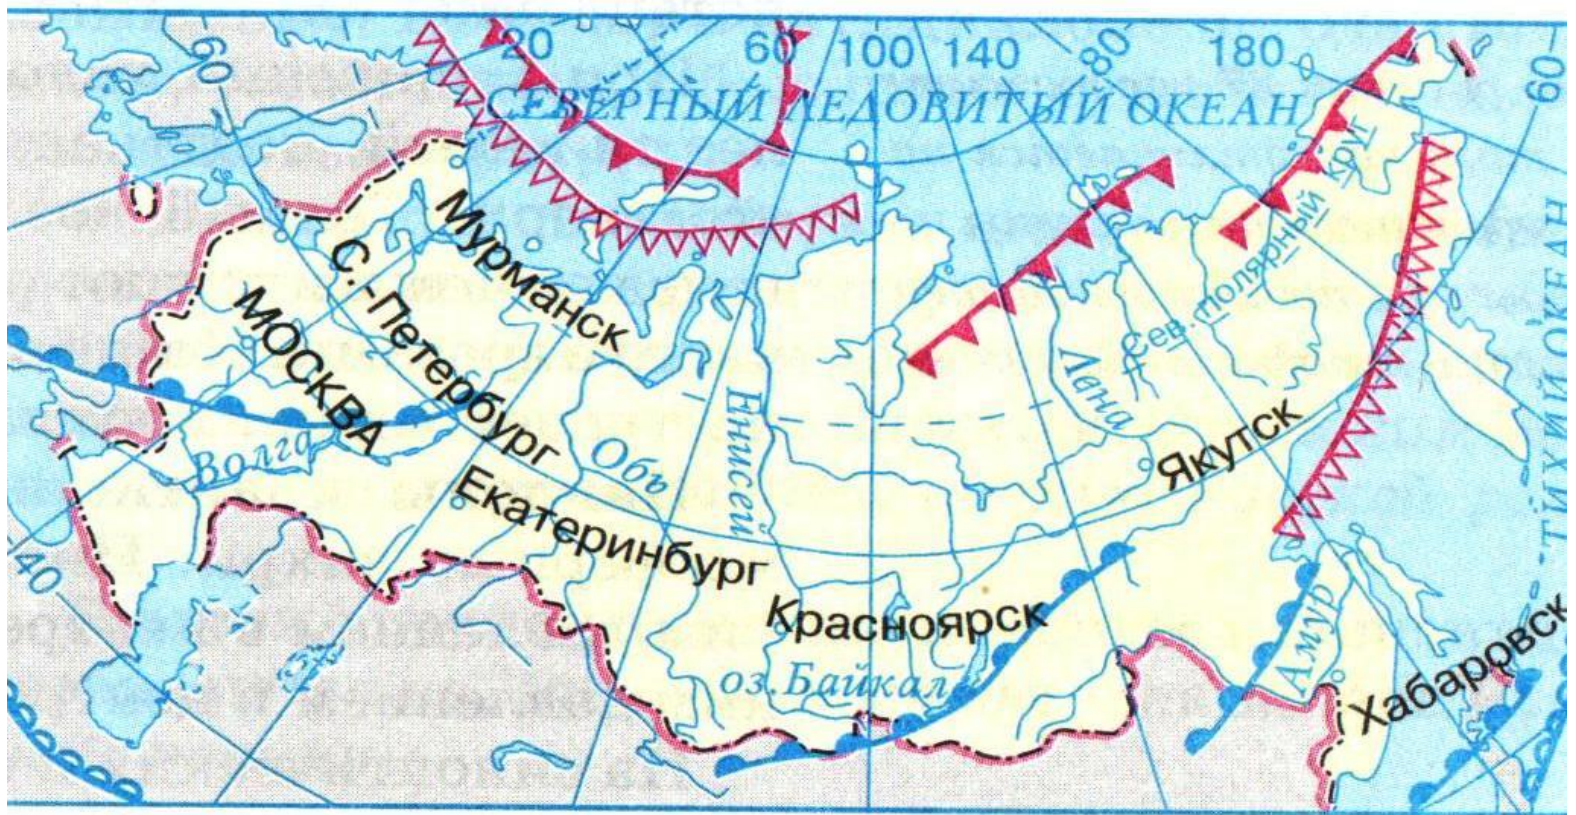 60
20
60
100
140
80
180
60
СЕВЕРНЫЙ ЛЕДОВИТЫЙ ОКЕАН
Сев. полярный круг
ТИХИЙ ОКЕАН
Мурманск
С.-Петербург
МОСКВА
Волга
Екатеринбург
Обь
Енисей
Лена
Якутск
Красноярск
оз. Байкал
Амур
Хабаровск
40